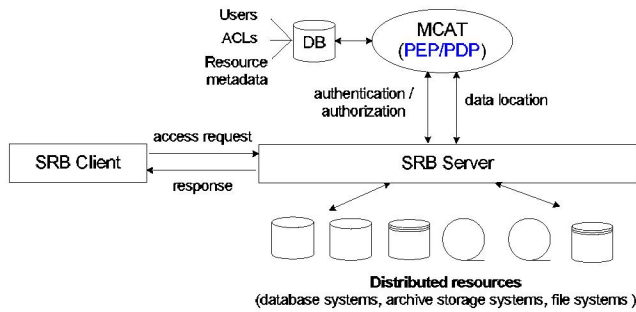 Users
ACLs
Resource
metadata
DB
MCAT
(PEP/PDP)
authentication /
authorization
data location
access request
SRB Client
SRB Server
response
Distributed resources
(database systems, archive storage systems, file systems )